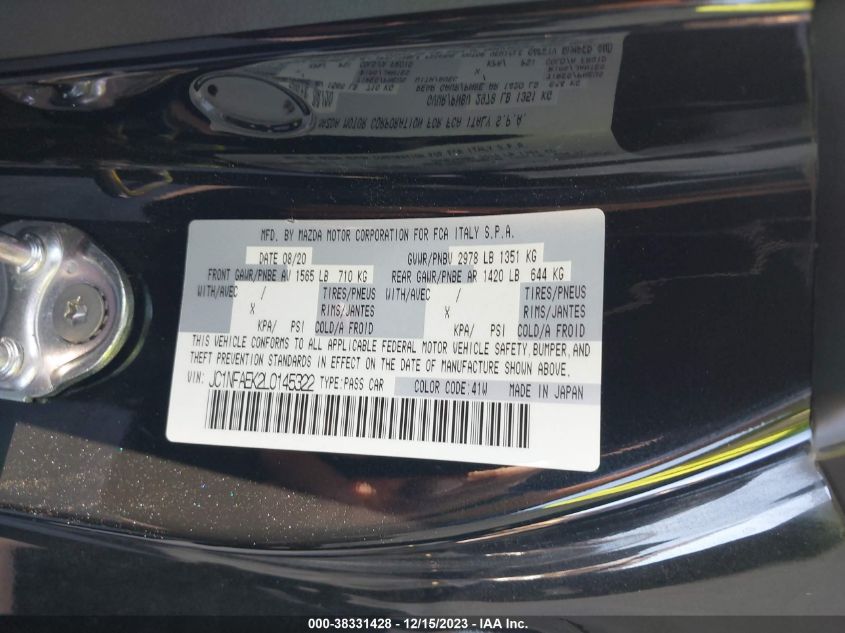 MFD. BY MAZDA MOTOR CORPORATION FOR FCA ITALY S.P.A.
DATE 08/20 GVWR/PNBV 2978 LB 1351 KG
FRONT GAWR/PNBE AV 1565 LB 710 KG REAR GAWR/PNBE AR 1420 LB 644 KG
WITH/AVEC / TIRES/PNEUS WITH/AVEC / TIRES/PNEUS
X RIMS/JANTES X RIMS/JANTES
KPA/ PSI COLD/A FROID KPA/ PSI COLD/A FROID
THIS VEHICLE CONFORMS TO ALL APPLICABLE FEDERAL MOTOR VEHICLE SAFETY, BUMPER, AND
THEFT PREVENTION STANDARDS IN EFFECT ON THE DATE OF MANUFACTURE SHOWN ABOVE.
VIN: JC1NFAEK2L0145322 TYPE:PASS CAR COLOR CODE:41W MADE IN JAPAN
000-38331428 - 12/15/2023 - IAA Inc.